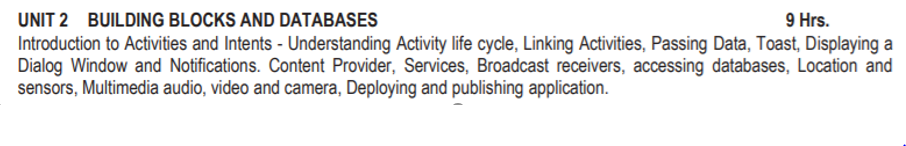 UNIT 2 BUILDING BLOCKS AND DATABASES 9 Hrs.
Introduction to Activities and Intents - Understanding Activity life cycle, Linking Activities, Passing Data, Toast, Displaying a
Dialog Window and Notifications. Content Provider, Services, Broadcast receivers, accessing databases, Location and
sensors, Multimedia audio, video and camera, Deploying and publishing application.